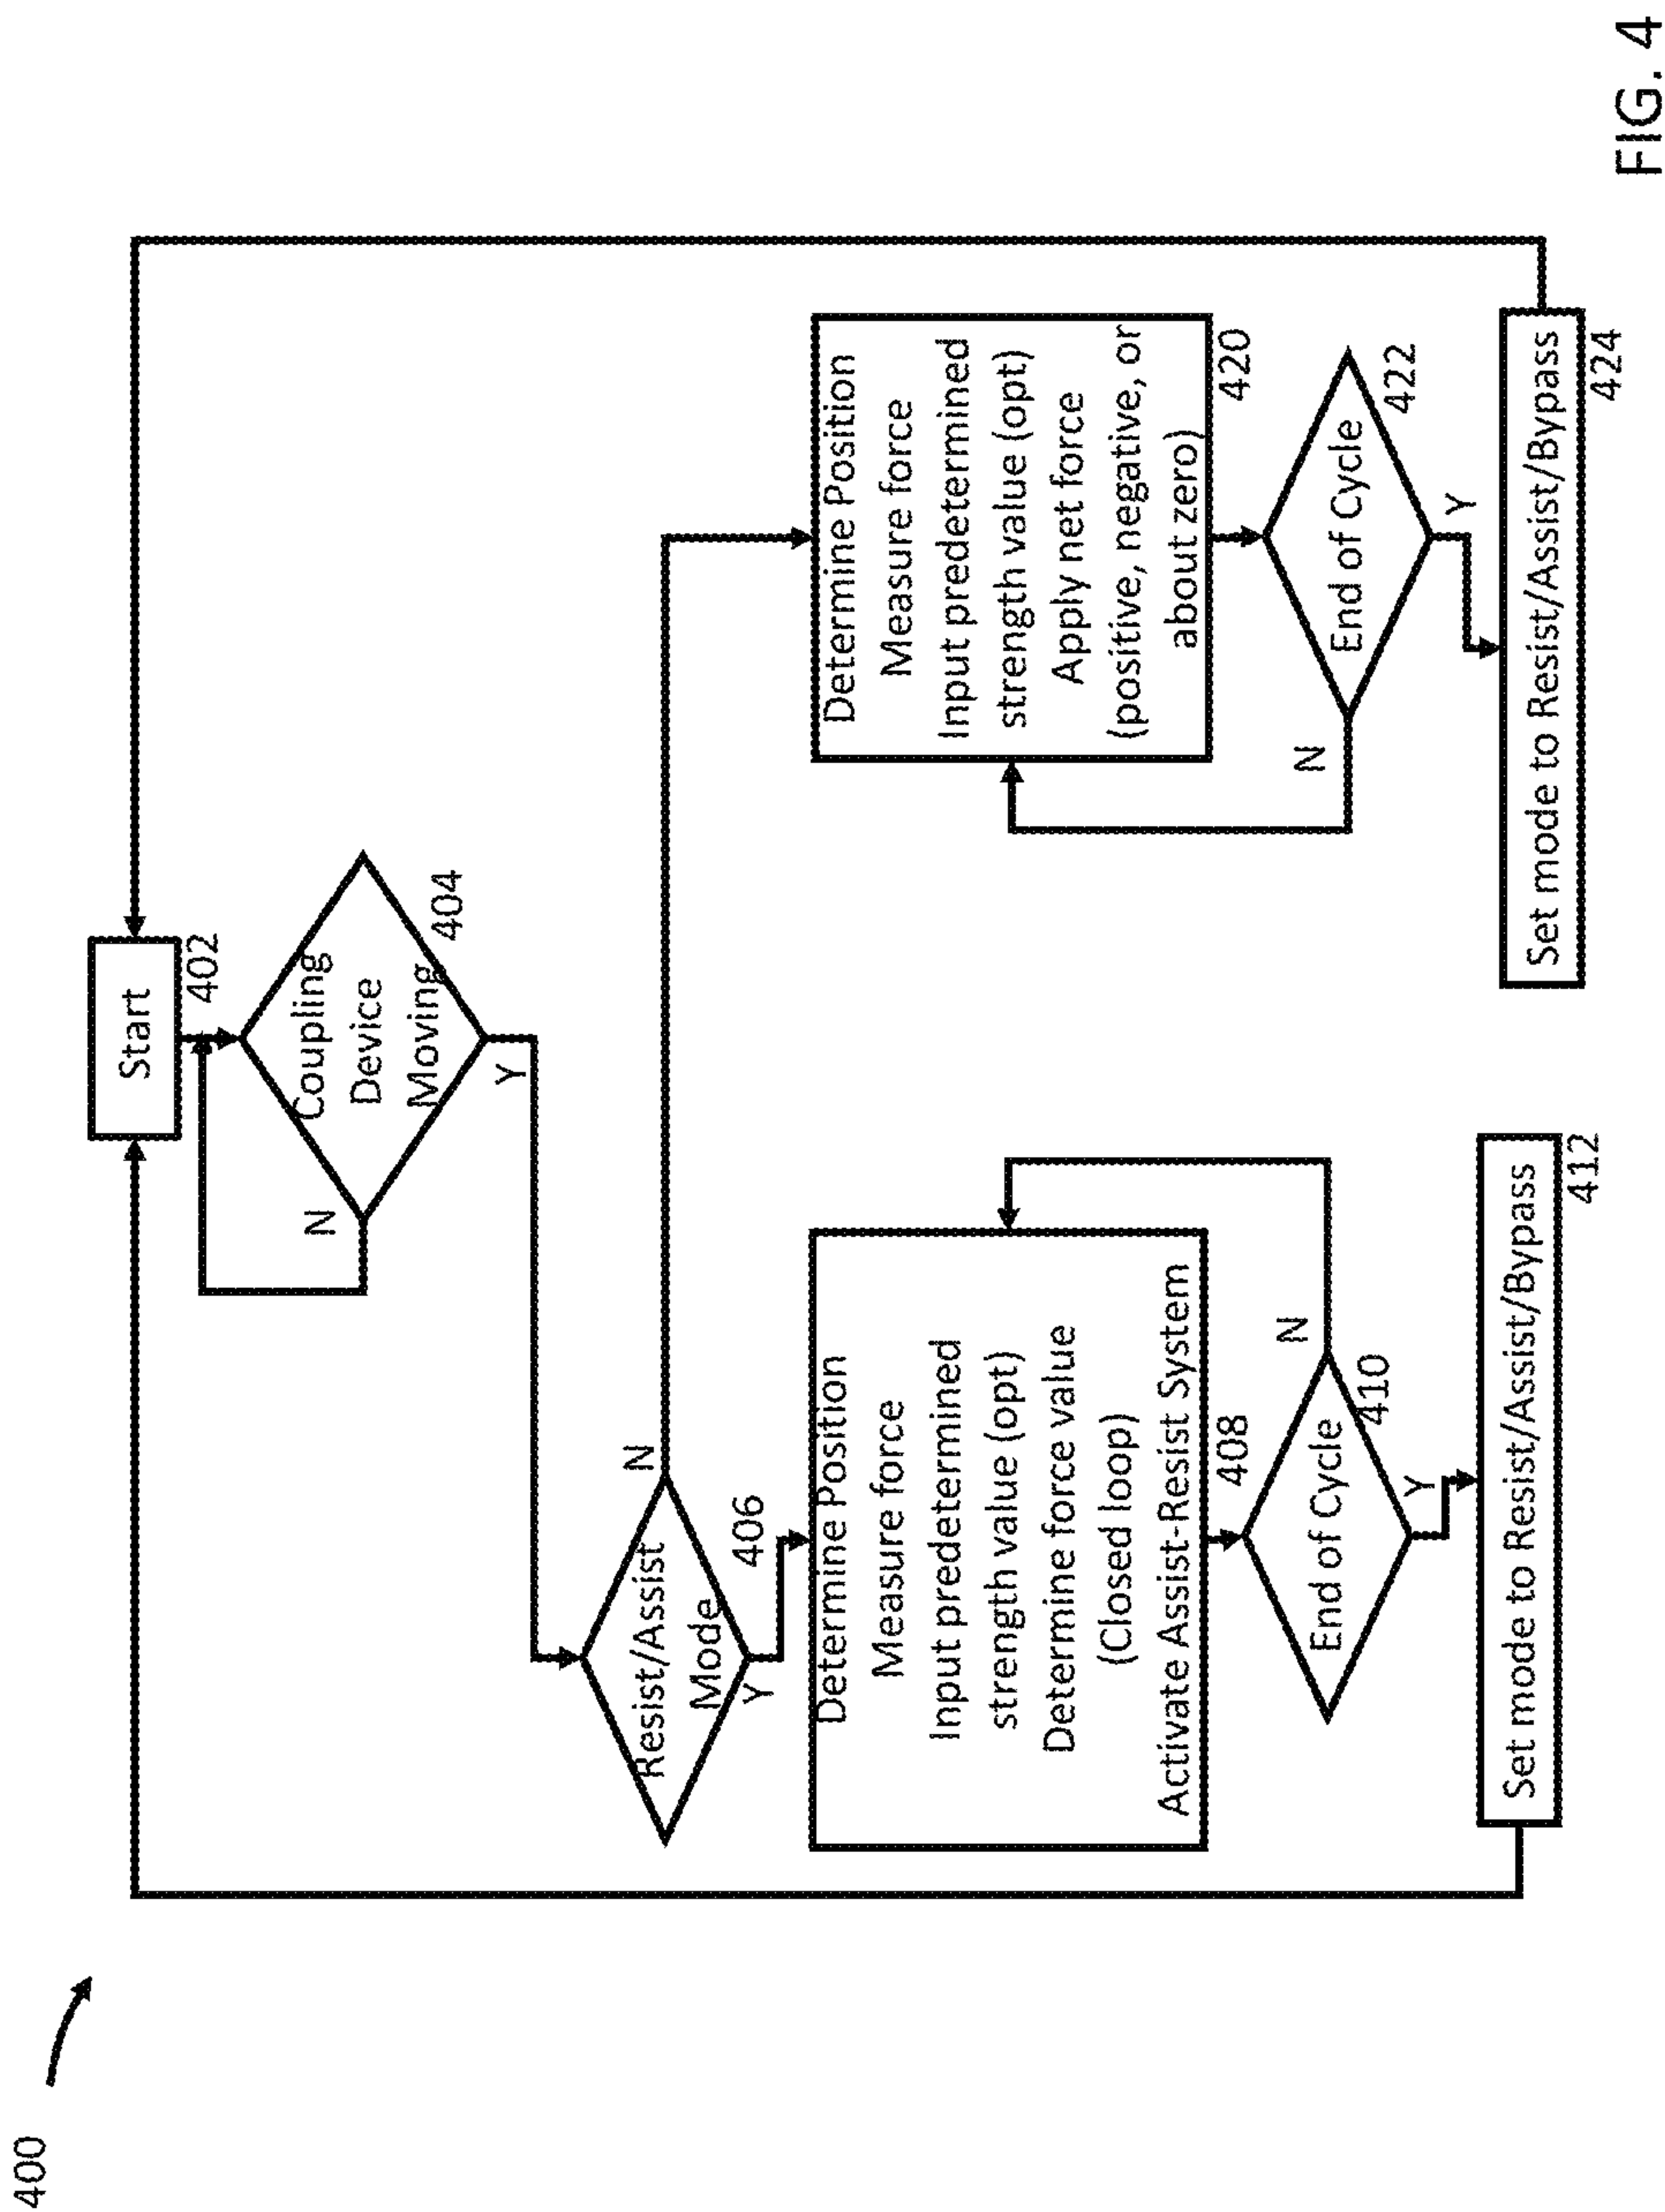 400
Start
402
Coupling
Device
Moving
404
N
Y
Resist/Assist
Mode
406
N
Y
Determine Position
Measure force
Input predetermined
strength value (opt)
Determine force value
(Closed loop)
Activate Assist-Resist System
408
End of Cycle
410
N
Y
Set mode to Resist/Assist/Bypass
412
Determine Position
Measure force
Input predetermined
strength value (opt)
Apply net force
(positive, negative, or
about zero)
420
End of Cycle
422
N
Y
Set mode to Resist/Assist/Bypass
424
FIG. 4